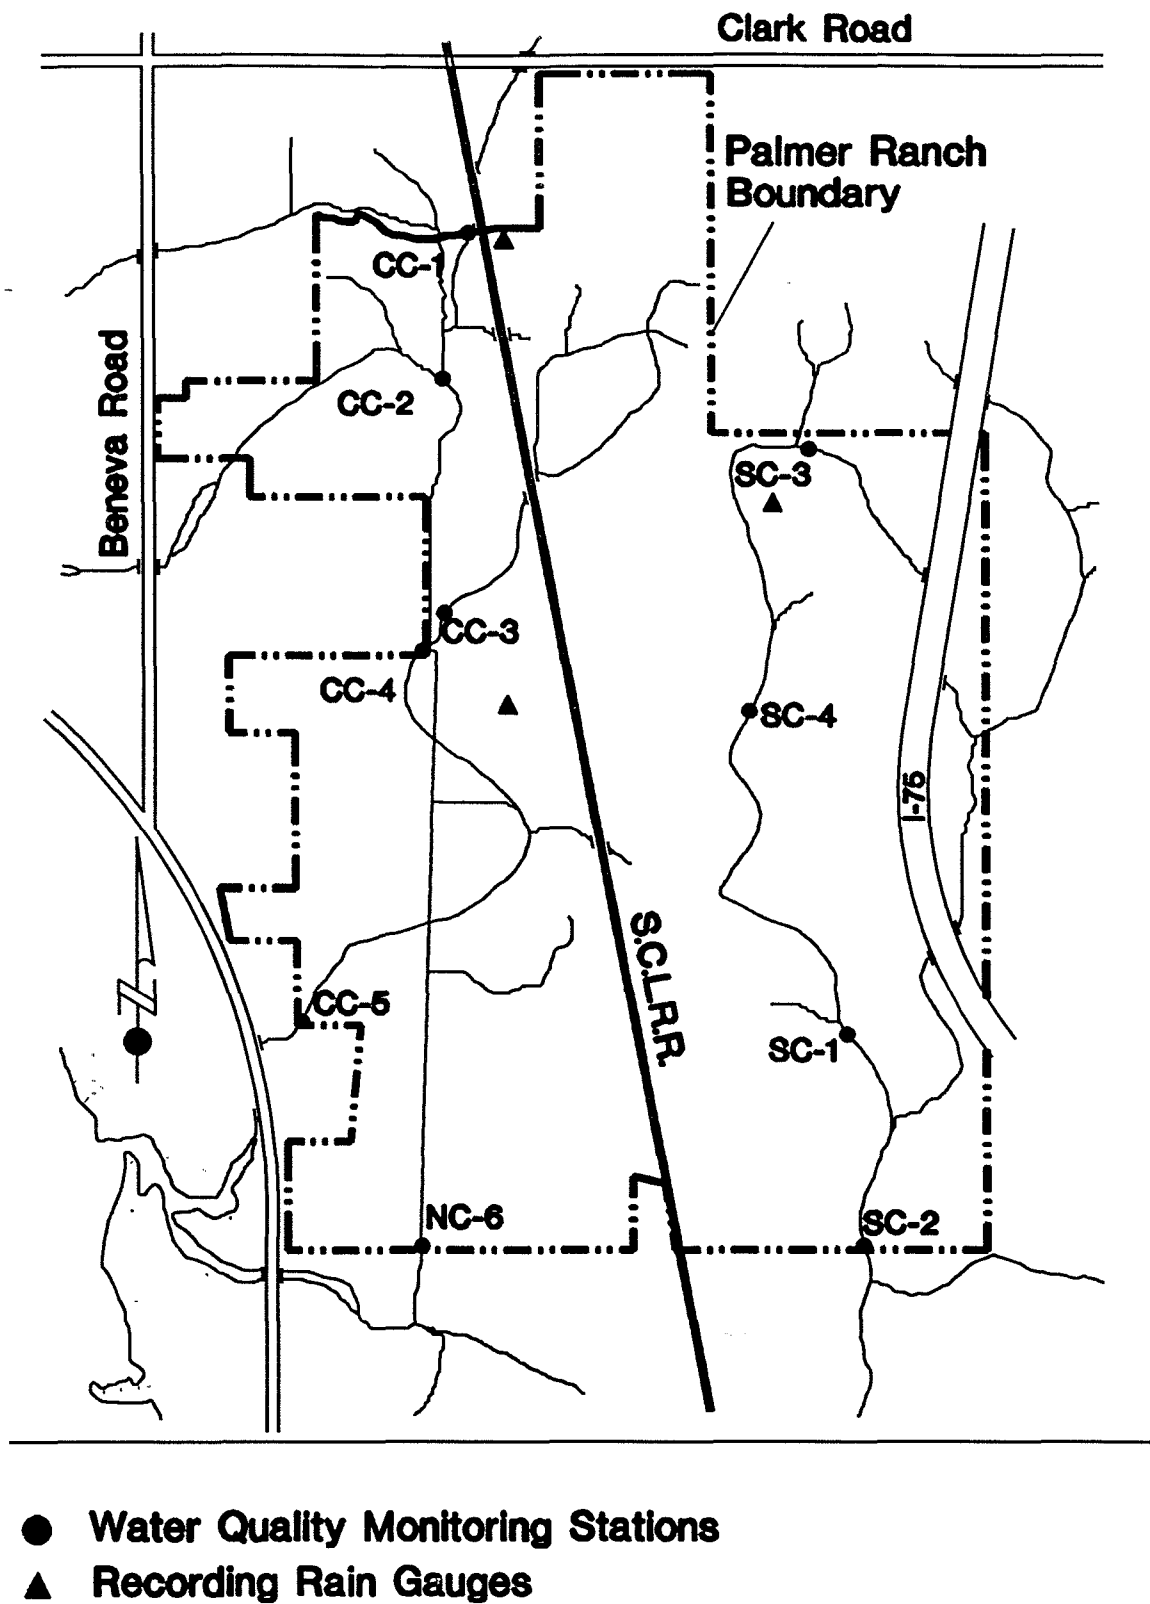 Clark Road
Palmer Ranch
Boundary
CC-1
Beneva Road
CC-2
SC-3
CC-3
CC-4
SC-4
I-75
S.C.L.R.R.
CC-5
SC-1
N
NC-6
SC-2
Water Quality Monitoring Stations
Recording Rain Gauges